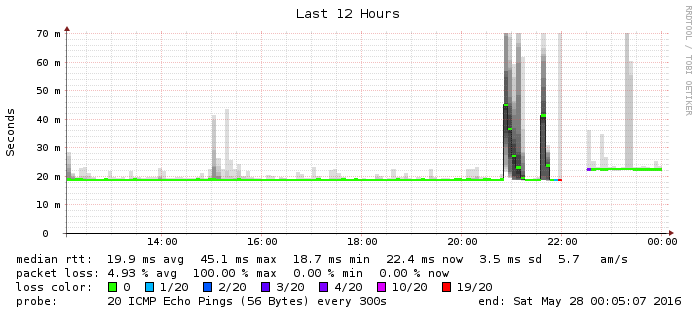 Last 12 Hours
RRDTOOL / TOBI OETIKER
Seconds
70 m
60 m
50 m
40 m
30 m
20 m
10 m
0
14:00 16:00 18:00 20:00 22:00 00:00
median rtt: 19.9 ms avg 45.1 ms max 18.7 ms min 22.4 ms now 3.5 ms sd 5.7 am/s
packet loss: 4.93 % avg 100.00 % max 0.00 % min 0.00 % now
loss color: 0 1/20 2/20 3/20 4/20 10/20 19/20
probe: 20 ICMP Echo Pings (56 Bytes) every 300s end: Sat May 28 00:05:07 2016